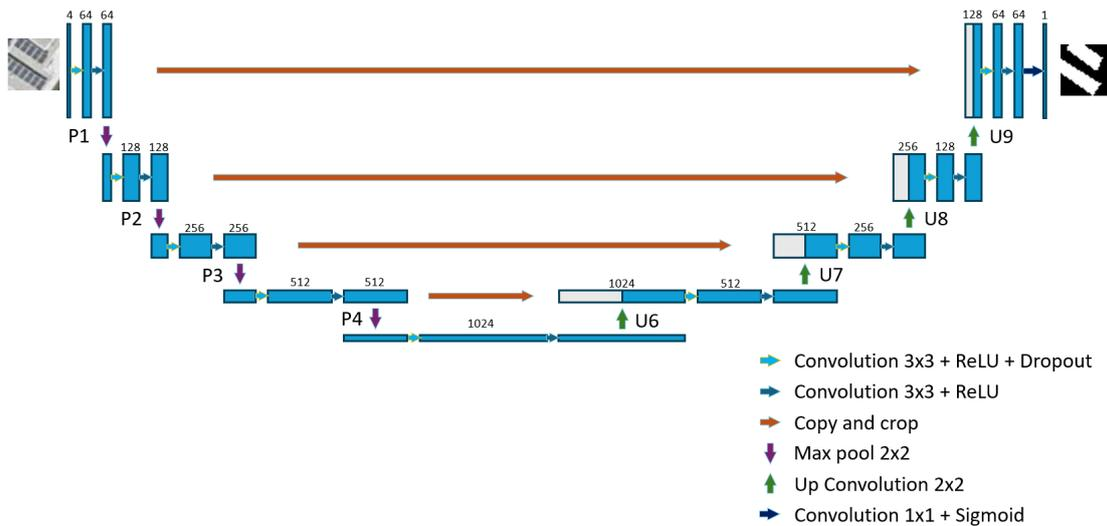 4 64 64
128 64 64 1
P1
U9
128 128
256 128
P2
U8
256 256
512 256
P3
U7
512 512
1024 512
P4
U6
1024
Convolution 3x3 + ReLU + Dropout
Convolution 3x3 + ReLU
Copy and crop
Max pool 2x2
Up Convolution 2x2
Convolution 1x1 + Sigmoid